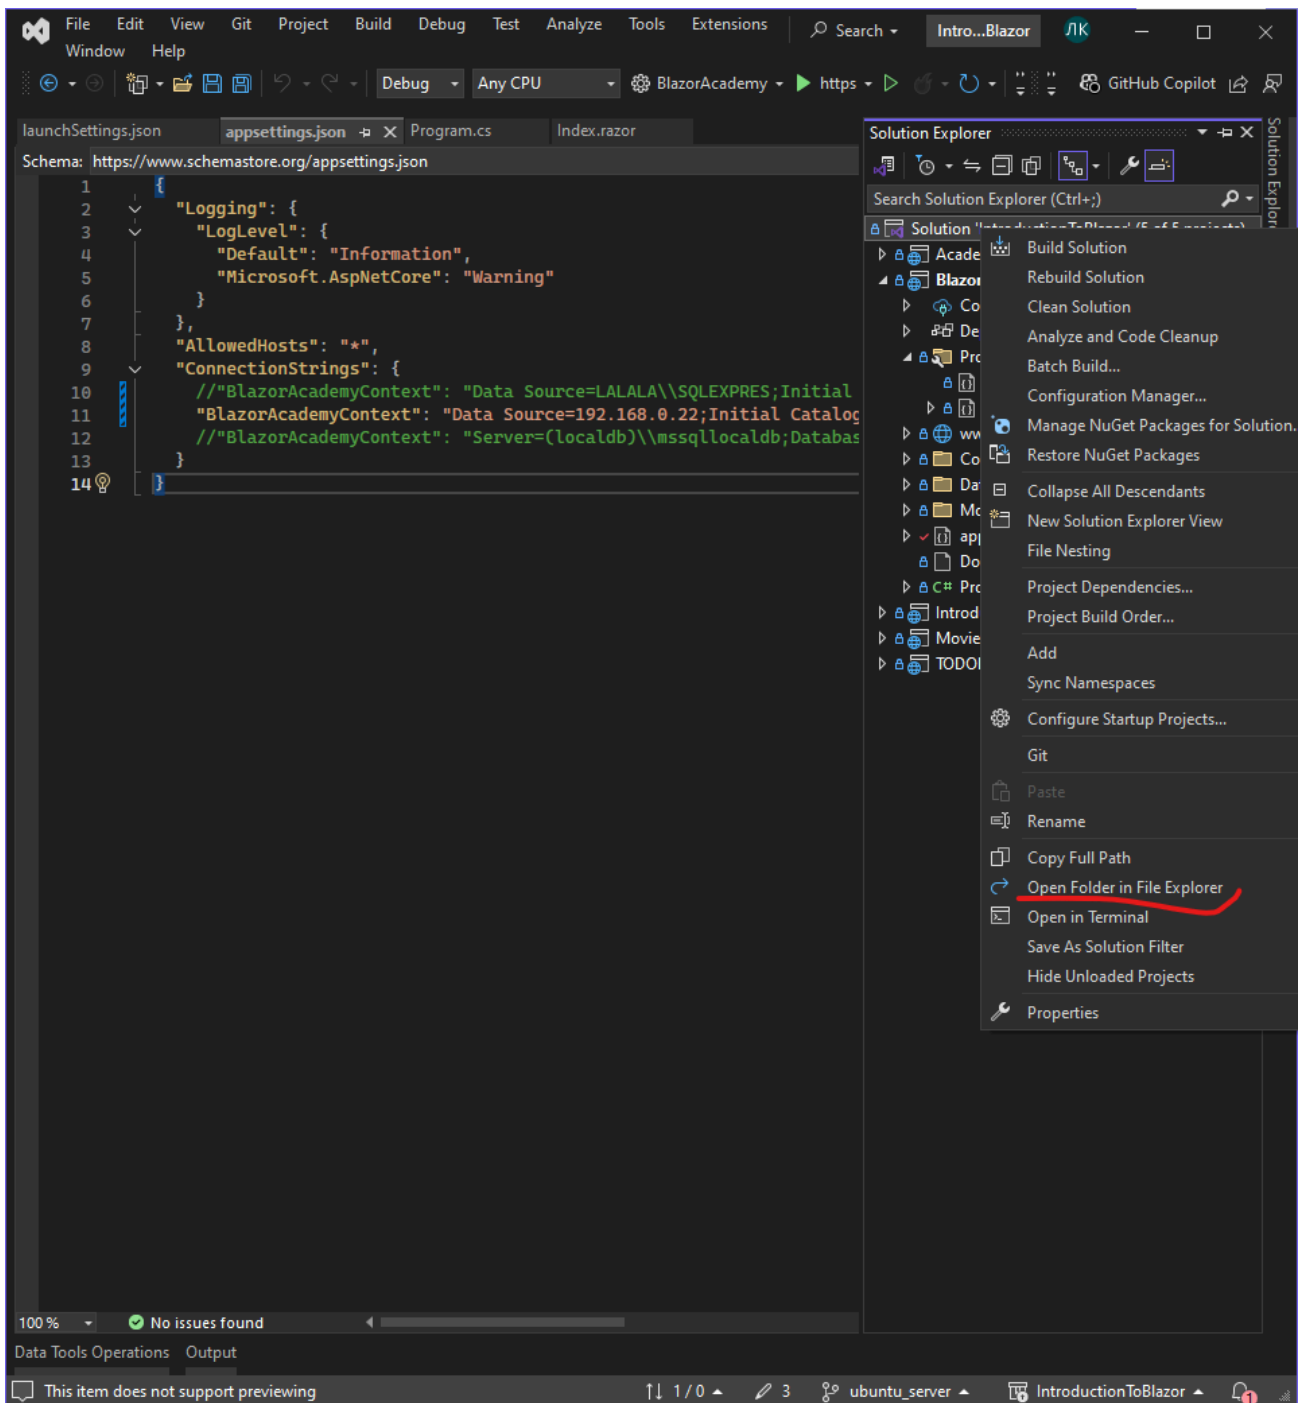 File Edit View Git Project Build Debug Test Analyze Tools Extensions Search Intro...Blazor ЛК
Window Help
Debug Any CPU BlazorAcademy https GitHub Copilot
launchSettings.json appsettings.json Program.cs Index.razor
Schema: https://www.schemastore.org/appsettings.json
1 {
2 "Logging": {
3 "LogLevel": {
4 "Default": "Information",
5 "Microsoft.AspNetCore": "Warning"
6 }
7 },
8 "AllowedHosts": "*",
9 "ConnectionStrings": {
10 //"BlazorAcademyContext": "Data Source=LALALA\\SQLEXPRES;Initial
11 "BlazorAcademyContext": "Data Source=192.168.0.22;Initial Catalog
12 //"BlazorAcademyContext": "Server=(localdb)\\mssqllocaldb;Databas
13 }
14 }
Solution Explorer
Search Solution Explorer (Ctrl+;)
Solution 'IntroductionToBlazor' (5 of 5 projects)
Acade
Blazor
Co
De
Pro
ww
Co
Da
Mo
app
Do
C# Pro
Introd
Movie
TODO
Build Solution
Rebuild Solution
Clean Solution
Analyze and Code Cleanup
Batch Build...
Configuration Manager...
Manage NuGet Packages for Solution.
Restore NuGet Packages
Collapse All Descendants
New Solution Explorer View
File Nesting
Project Dependencies...
Project Build Order...
Add
Sync Namespaces
Configure Startup Projects...
Git
Paste
Rename
Copy Full Path
Open Folder in File Explorer
Open in Terminal
Save As Solution Filter
Hide Unloaded Projects
Properties
Solution Explore
100 % No issues found
Data Tools Operations Output
This item does not support previewing 1 / 0 3 ubuntu_server IntroductionToBlazor 1